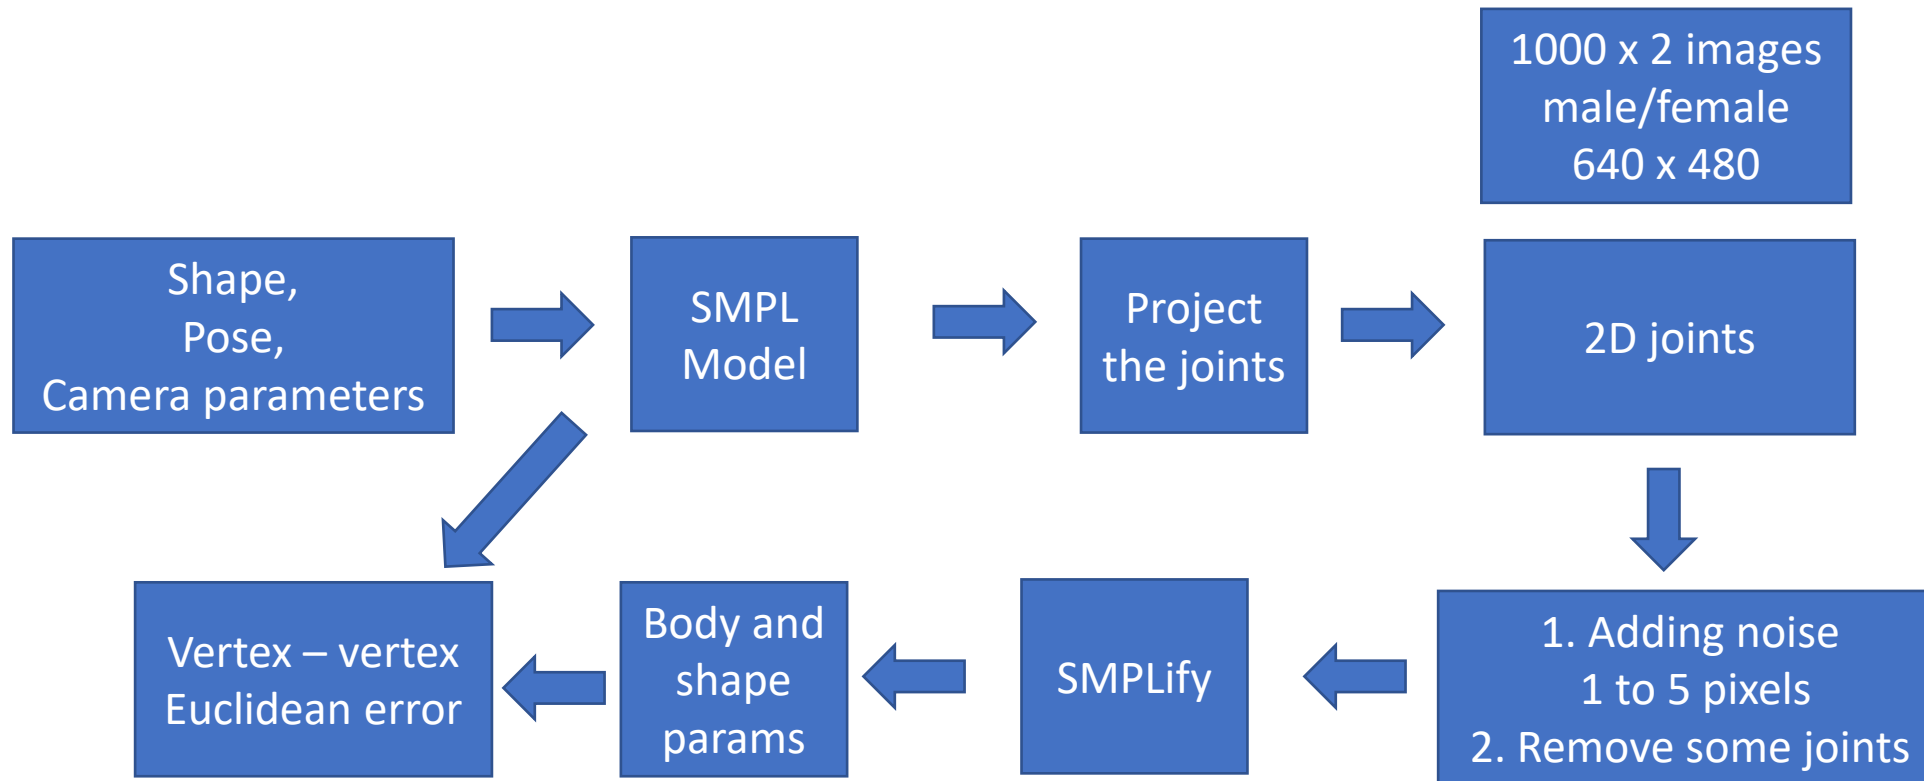 1000 x 2 images
male/female
640 x 480
Shape,
Pose,
Camera parameters
SMPL
Model
Project
the joints
2D joints
Vertex – vertex
Euclidean error
Body and
shape
params
SMPLify
1. Adding noise
1 to 5 pixels
2. Remove some joints